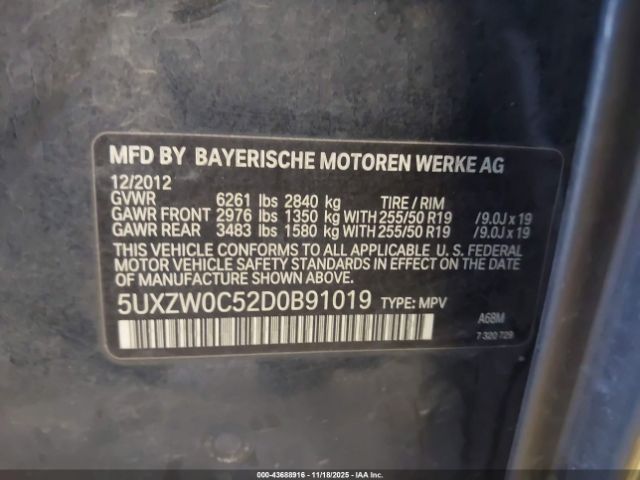 MFD BY BAYERISCHE MOTOREN WERKE AG
12/2012
GVWR 6261 lbs 2840 kg TIRE / RIM
GAWR FRONT 2976 lbs 1350 kg WITH 255/50 R19 /9.0J x 19
GAWR REAR 3483 lbs 1580 kg WITH 255/50 R19 /9.0J x 19
THIS VEHICLE CONFORMS TO ALL APPLICABLE U. S. FEDERAL
MOTOR VEHICLE SAFETY STANDARDS IN EFFECT ON THE DATE
OF MANUFACTURE SHOWN ABOVE.
5UXZW0C52D0B91019 TYPE: MPV
A68M
7 320 729
000-43688916 - 11/18/2025 - IAAI.COM